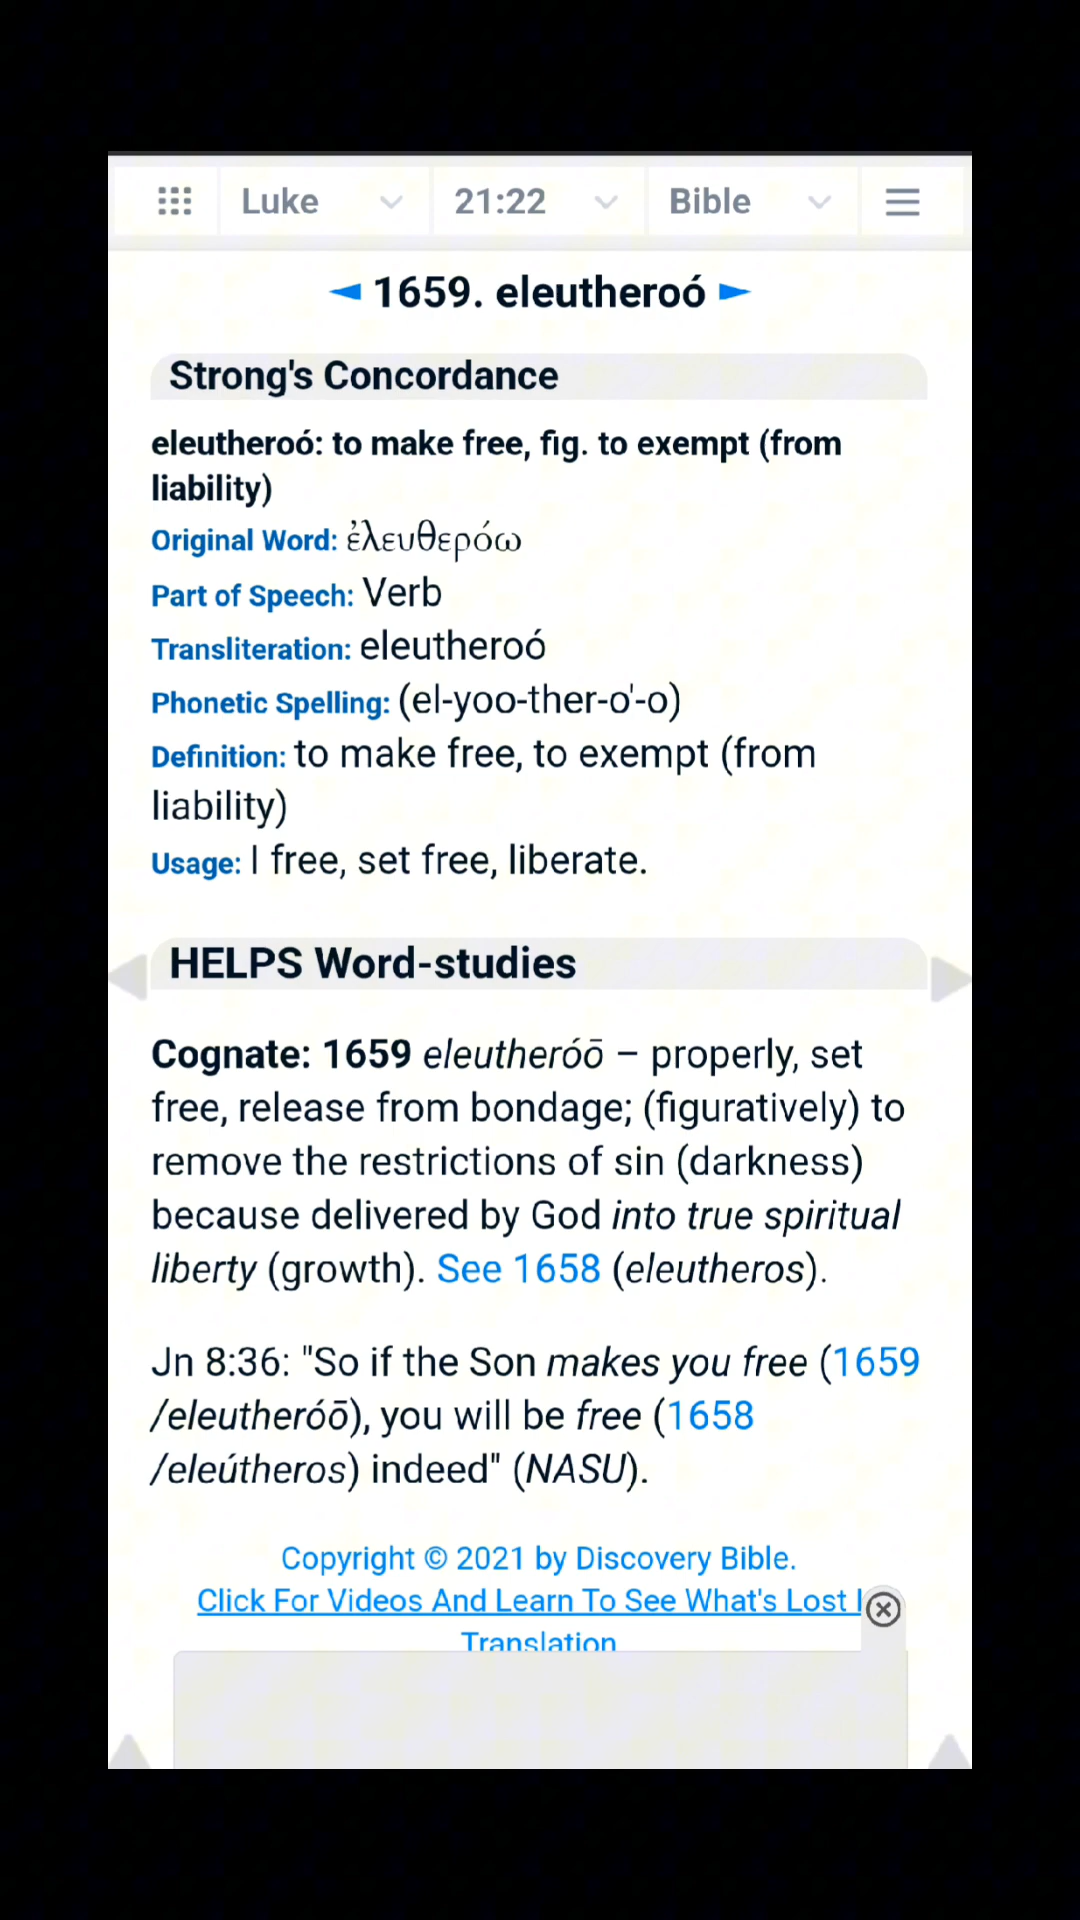 Luke 21:22 Bible
◄ 1659. eleutheroó ►
Strong's Concordance
eleutheroó: to make free, fig. to exempt (from
liability)
Original Word: ἐλευθερόω
Part of Speech: Verb
Transliteration: eleutheroó
Phonetic Spelling: (el-yoo-ther-o'-o)
Definition: to make free, to exempt (from
liability)
Usage: I free, set free, liberate.
HELPS Word-studies
Cognate: 1659 eleutheróō – properly, set
free, release from bondage; (figuratively) to
remove the restrictions of sin (darkness)
because delivered by God into true spiritual
liberty (growth). See 1658 (eleutheros).
Jn 8:36: "So if the Son makes you free (1659
/eleutheróō), you will be free (1658
/eleútheros) indeed" (NASU).
Copyright © 2021 by Discovery Bible.
Click For Videos And Learn To See What's Lost
Translation